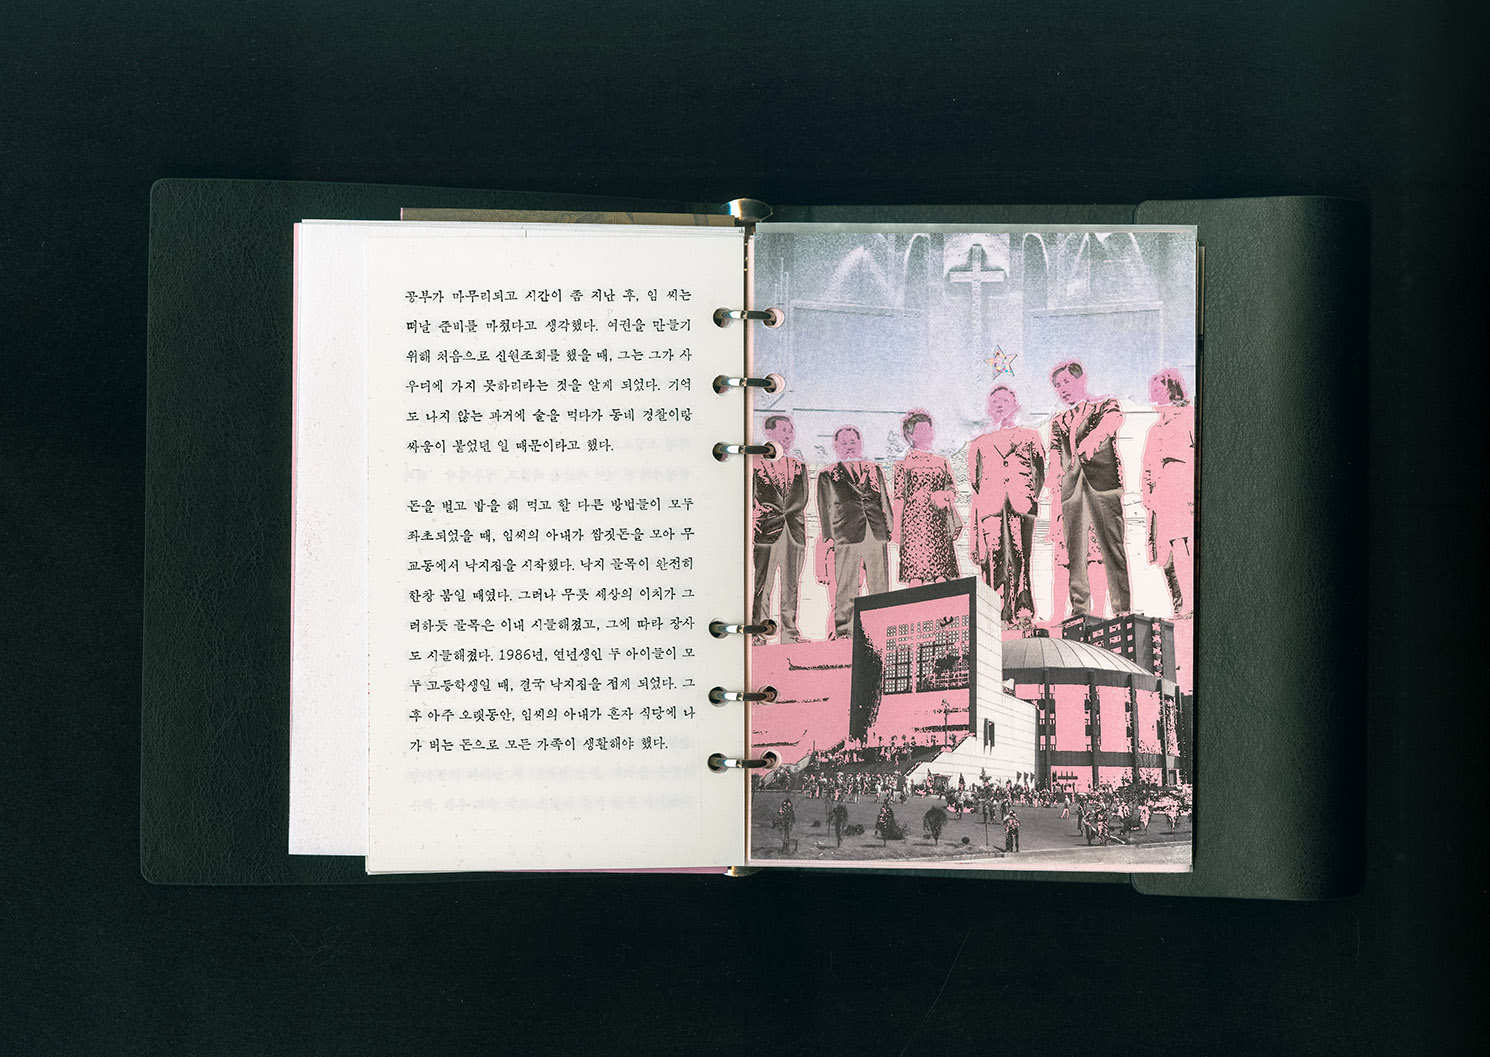 공부가 마무리되고 시간이 좀 지난 후, 임 씨는
떠날 준비를 마쳤다고 생각했다. 여권을 만들기
위해 처음으로 신원조회를 했을 때, 그는 그가 사
우디에 가지 못하리라는 것을 알게 되었다. 기억
도 나지 않는 과거에 술을 먹다가 동네 경찰이랑
싸움이 붙었던 일 때문이라고 했다.
돈을 벌고 밥을 해 먹고 할 다른 방법들이 모두
좌초되었을 때, 임씨의 아내가 쌈짓돈을 모아 무
교동에서 낙지집을 시작했다. 낙지 골목이 완전히
한창 붐일 때였다. 그러나 무릇 세상의 이치가 그
러하듯 골목은 이내 시들해졌고, 그에 따라 장사
도 시들해졌다. 1986년, 연년생인 두 아이들이 모
두 고등학생일 때, 결국 낙지집을 접게 되었다. 그
후 아주 오랫동안, 임씨의 아내가 혼자 식당에 나
가 버는 돈으로 모든 가족이 생활해야 했다.